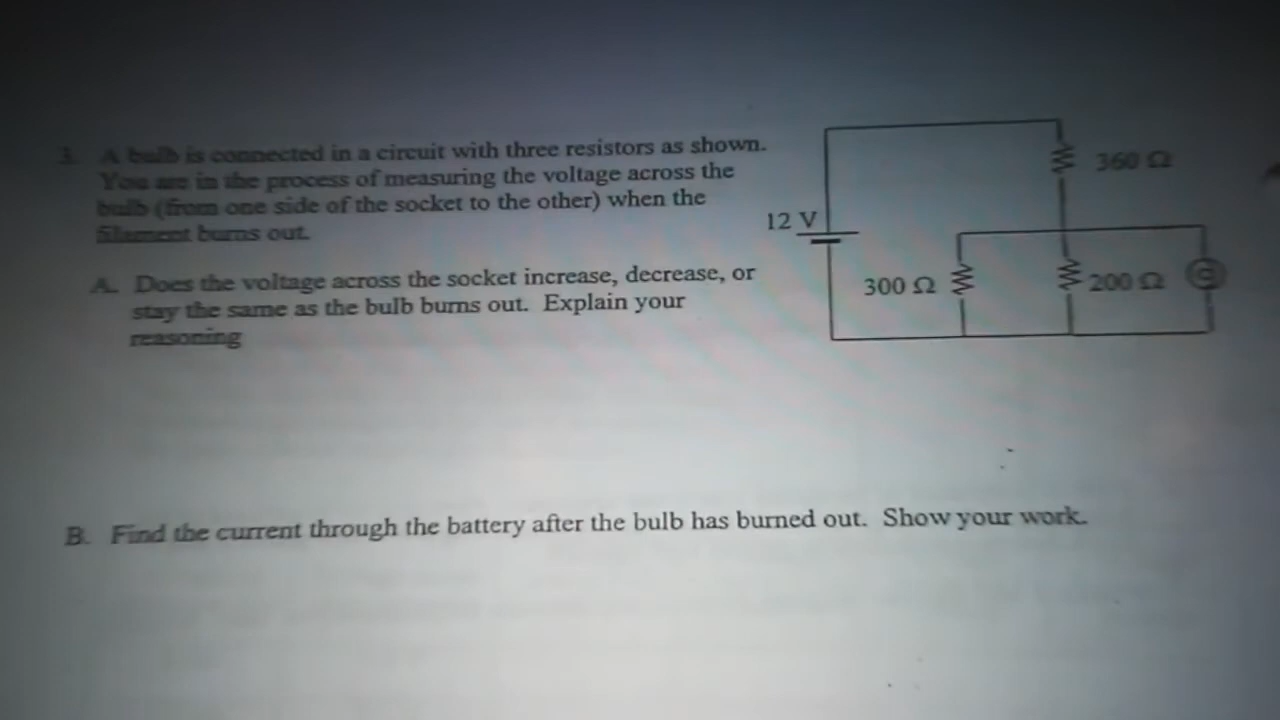 3. A bulb is connected in a circuit with three resistors as shown.
You are in the process of measuring the voltage across the
bulb (from one side of the socket to the other) when the
filament burns out.
A. Does the voltage across the socket increase, decrease, or
stay the same as the bulb burns out. Explain your
reasoning
12 V
360 Ω
300 Ω
200 Ω
B. Find the current through the battery after the bulb has burned out. Show your work.